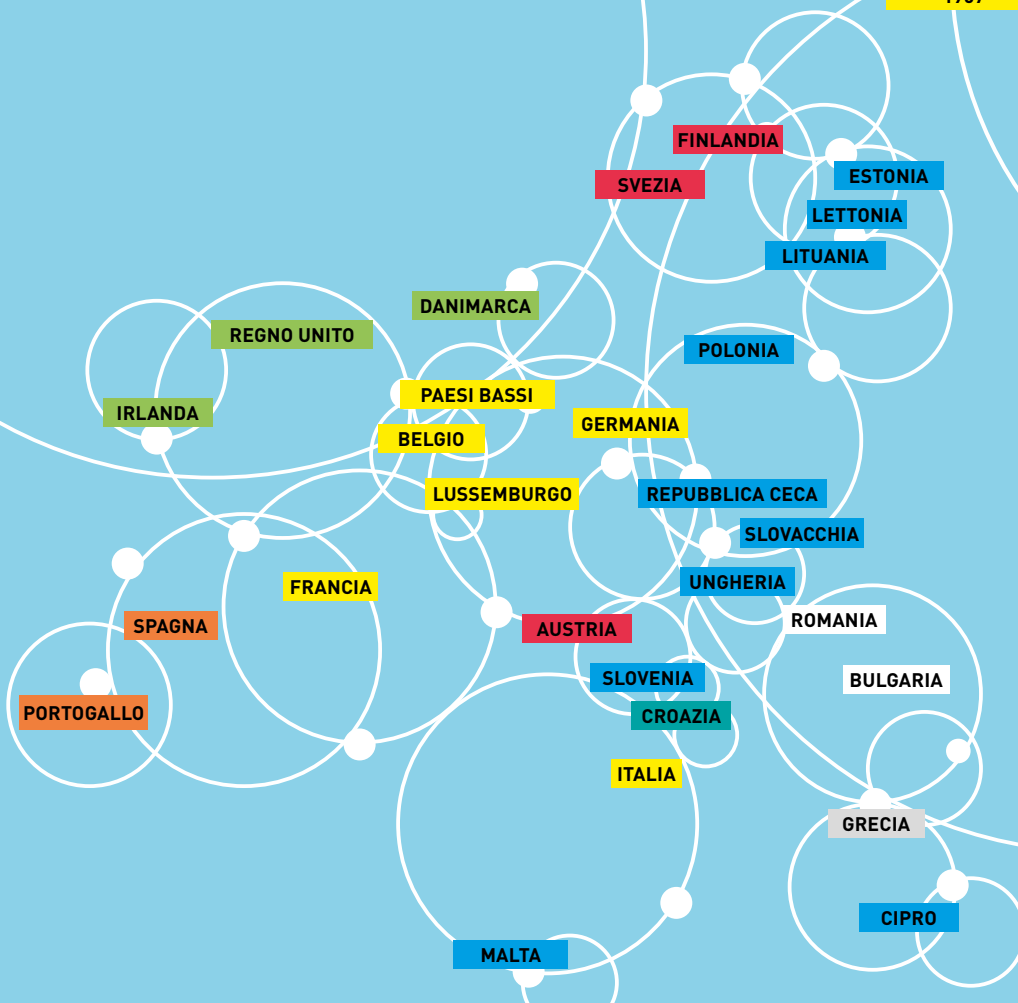 FINLANDIA
ESTONIA
SVEZIA
LETTONIA
LITUANIA
DANIMARCA
REGNO UNITO
POLONIA
PAESI BASSI
IRLANDA
GERMANIA
BELGIO
LUSSEMBURGO
REPUBBLICA CECA
SLOVACCHIA
UNGHERIA
FRANCIA
ROMANIA
SPAGNA
AUSTRIA
SLOVENIA
BULGARIA
PORTOGALLO
CROAZIA
ITALIA
GRECIA
CIPRO
MALTA